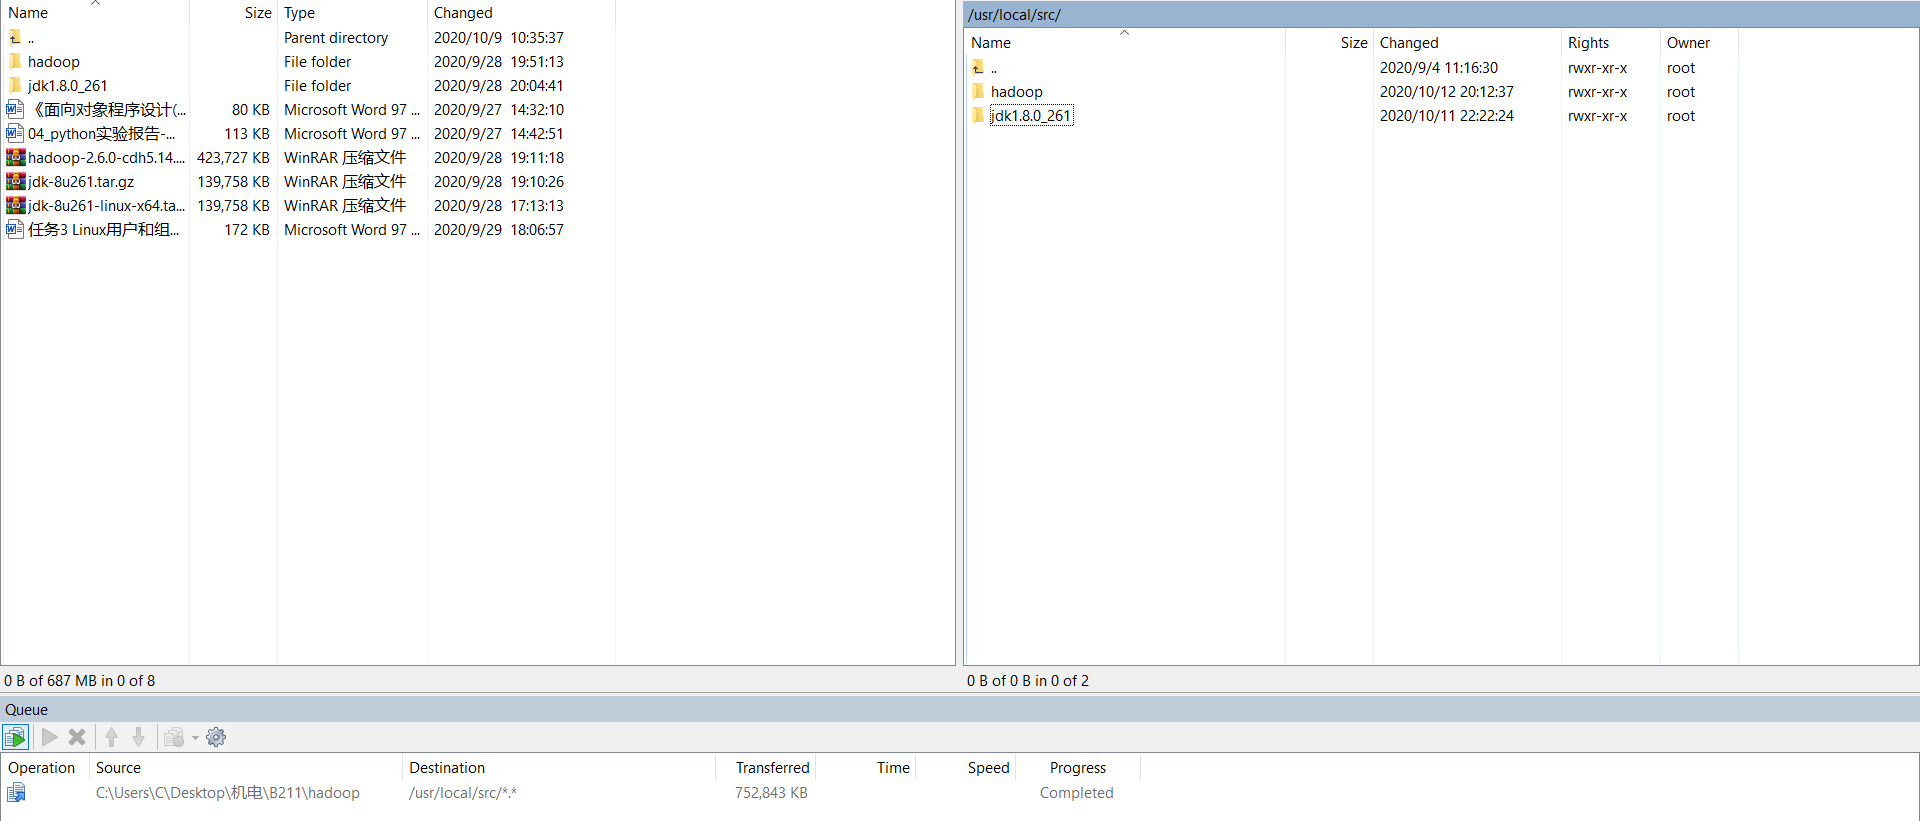 Name Size Type Changed
.. Parent directory 2020/10/9 10:35:37
hadoop File folder 2020/9/28 19:51:13
jdk1.8.0_261 File folder 2020/9/28 20:04:41
《面向对象程序设计(... 80 KB Microsoft Word 97 ... 2020/9/27 14:32:10
04_python实验报告-... 113 KB Microsoft Word 97 ... 2020/9/27 14:42:51
hadoop-2.6.0-cdh5.14.... 423,727 KB WinRAR 压缩文件 2020/9/28 19:11:18
jdk-8u261.tar.gz 139,758 KB WinRAR 压缩文件 2020/9/28 19:10:26
jdk-8u261-linux-x64.ta... 139,758 KB WinRAR 压缩文件 2020/9/28 17:13:13
任务3 Linux用户和组... 172 KB Microsoft Word 97 ... 2020/9/29 18:06:57
0 B of 687 MB in 0 of 8
/usr/local/src/
Name Size Changed Rights Owner
.. 2020/9/4 11:16:30 rwxr-xr-x root
hadoop 2020/10/12 20:12:37 rwxr-xr-x root
jdk1.8.0_261 2020/10/11 22:22:24 rwxr-xr-x root
0 B of 0 B in 0 of 2
Queue
Operation Source Destination Transferred Time Speed Progress
C:\Users\C\Desktop\机电\B211\hadoop /usr/local/src/*.* 752,843 KB Completed